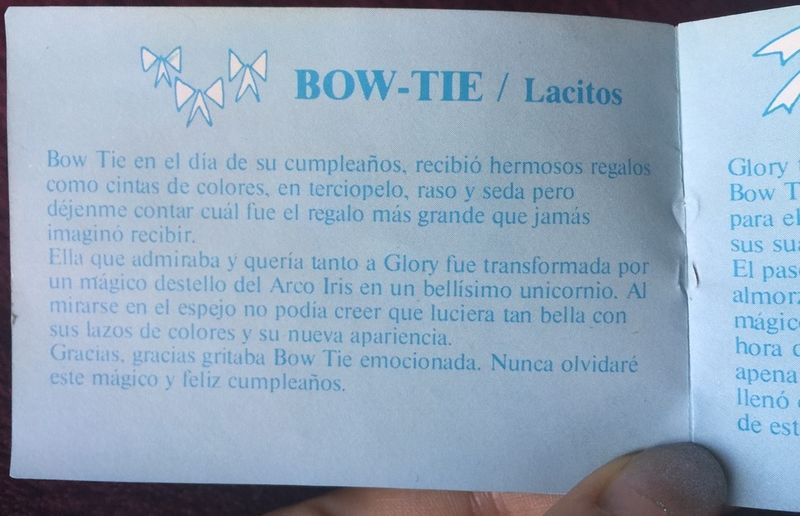 BOW-TIE / Lacitos
Bow Tie en el día de su cumpleaños, recibió hermosos regalos
como cintas de colores, en terciopelo, raso y seda pero
déjenme contar cuál fue el regalo más grande que jamás
imaginó recibir.
Ella que admiraba y quería tanto a Glory fue transformada por
un mágico destello del Arco Iris en un bellísimo unicornio. Al
mirarse en el espejo no podía creer que luciera tan bella con
sus lazos de colores y su nueva apariencia.
Gracias, gracias gritaba Bow Tie emocionada. Nunca olvidaré
este mágico y feliz cumpleaños.
Glory
Bow
para el
sus
El
mágic
hora
apena
llenó
de est